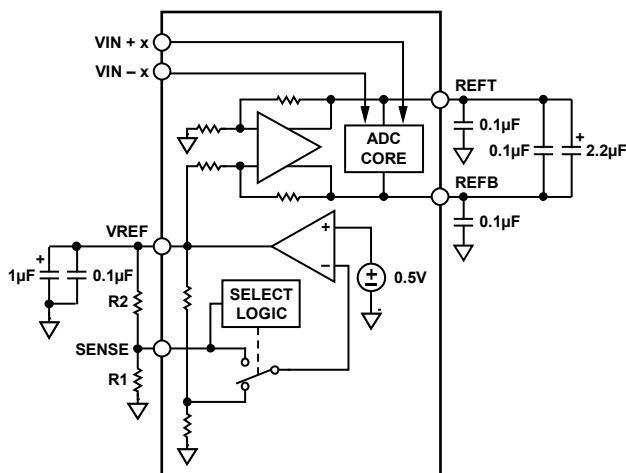 VIN + x
VIN – x
REFT
ADC
CORE
0.1µF
0.1µF
+
2.2µF
REFB
0.1µF
VREF
+
1µF
0.1µF
R2
+
–
0.5V
SELECT
LOGIC
SENSE
R1